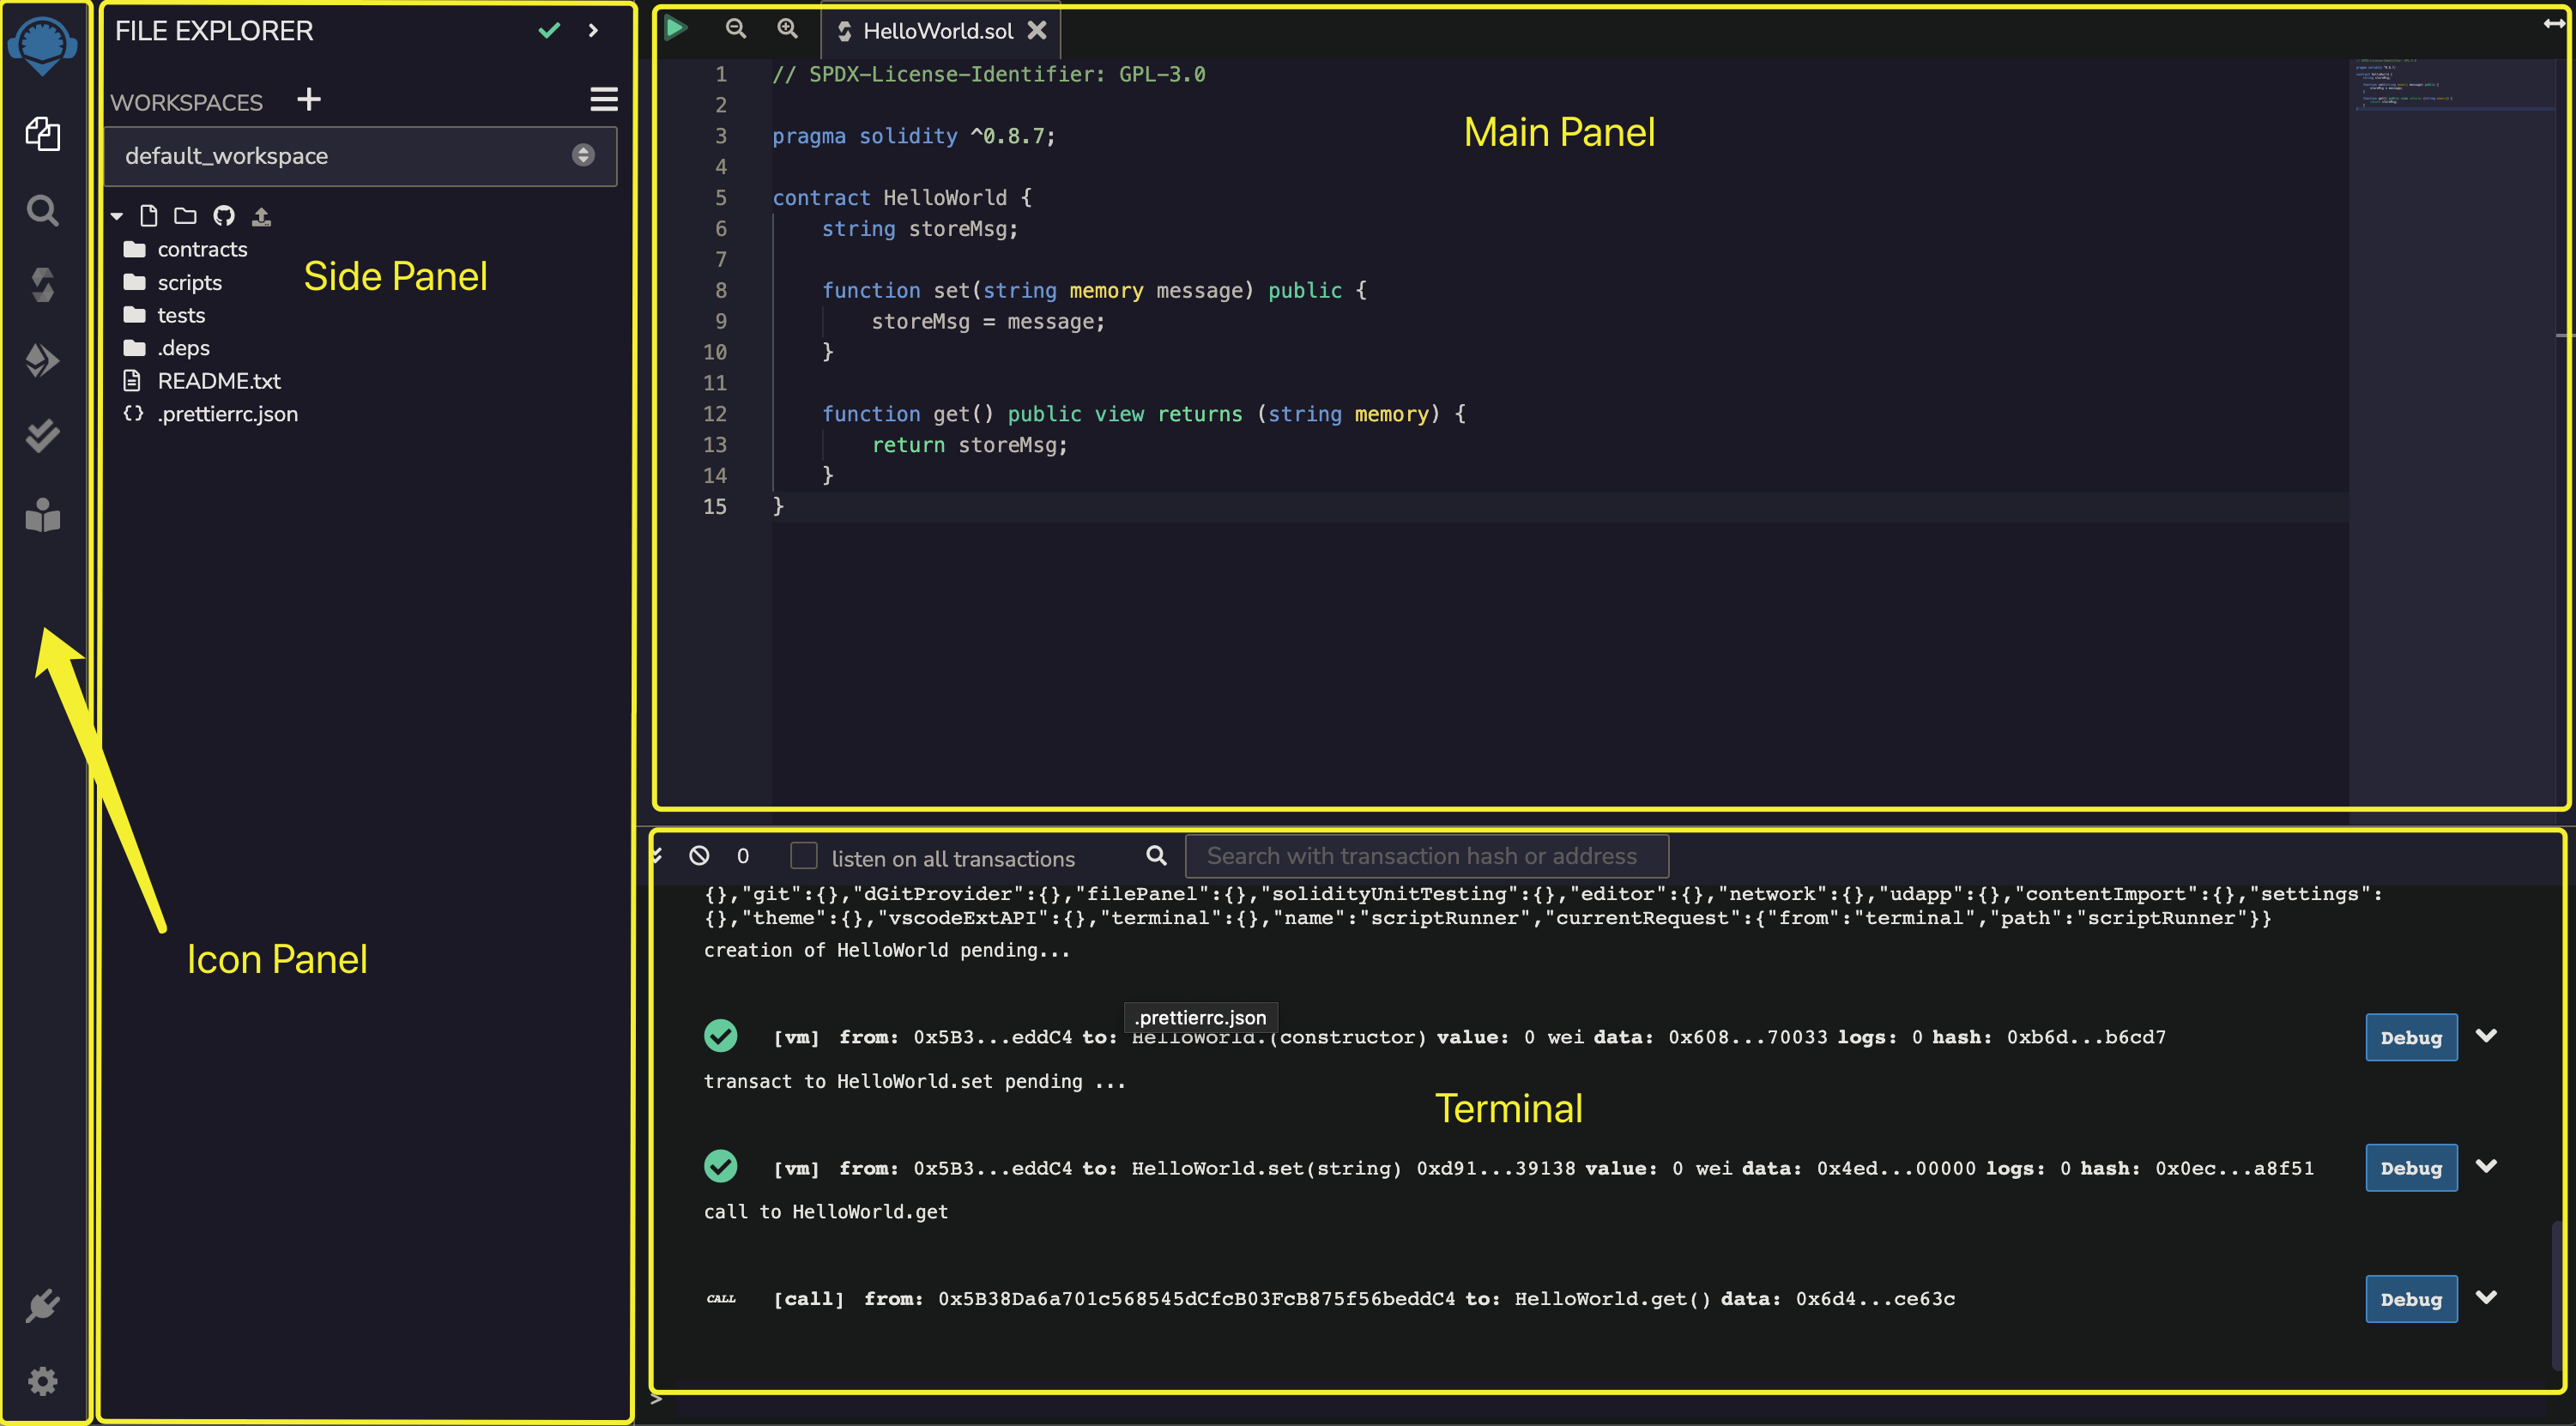 FILE EXPLORER
WORKSPACES
default_workspace
contracts
scripts
tests
.deps
README.txt
.prettierrc.json
Side Panel
Icon Panel
HelloWorld.sol
1 // SPDX-License-Identifier: GPL-3.0
2
3 pragma solidity ^0.8.7;
4
5 contract HelloWorld {
6 string storeMsg;
7
8 function set(string memory message) public {
9 storeMsg = message;
10 }
11
12 function get() public view returns (string memory) {
13 return storeMsg;
14 }
15 }
Main Panel
0 listen on all transactions Search with transaction hash or address
{},"git":{},"dGitProvider":{},"filePanel":{},"solidityUnitTesting":{},"editor":{},"network":{},"udapp":{},"contentImport":{},"settings":
{},"theme":{},"vscodeExtAPI":{},"terminal":{},"name":"scriptRunner","currentRequest":{"from":"terminal","path":"scriptRunner"}}
creation of HelloWorld pending...
.prettierrc.json
[vm] from: 0x5B3...eddC4 to: HelloWorld.(constructor) value: 0 wei data: 0x608...70033 logs: 0 hash: 0xb6d...b6cd7 Debug
transact to HelloWorld.set pending ...
Terminal
[vm] from: 0x5B3...eddC4 to: HelloWorld.set(string) 0xd91...39138 value: 0 wei data: 0x4ed...00000 logs: 0 hash: 0x0ec...a8f51 Debug
call to HelloWorld.get
CALL [call] from: 0x5B38Da6a701c568545dCfcB03FcB875f56beddC4 to: HelloWorld.get() data: 0x6d4...ce63c Debug
>